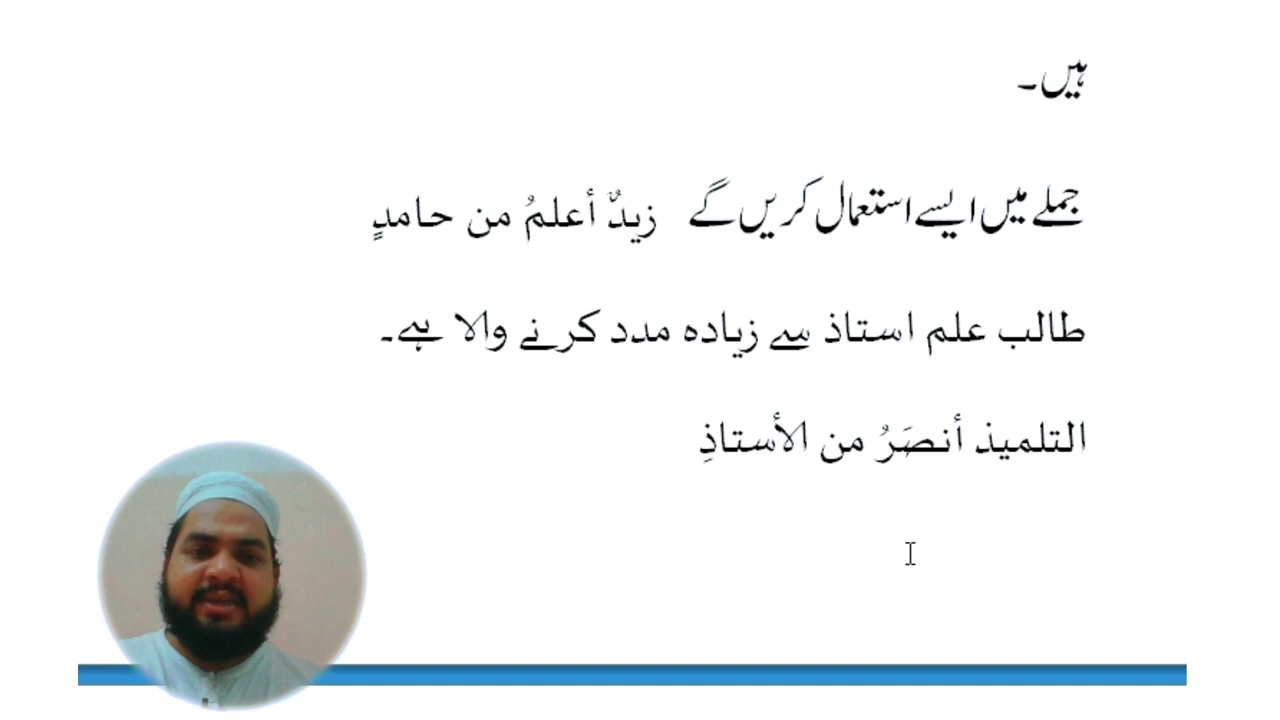 ہیں۔
جملے میں ایسے استعمال کریں گے زیدٌ أعلمُ من حامدٍ
طالب علم استاذ سے زیادہ مدد کرنے والا ہے۔
التلمیذ أنصَرُ من الأستاذِ